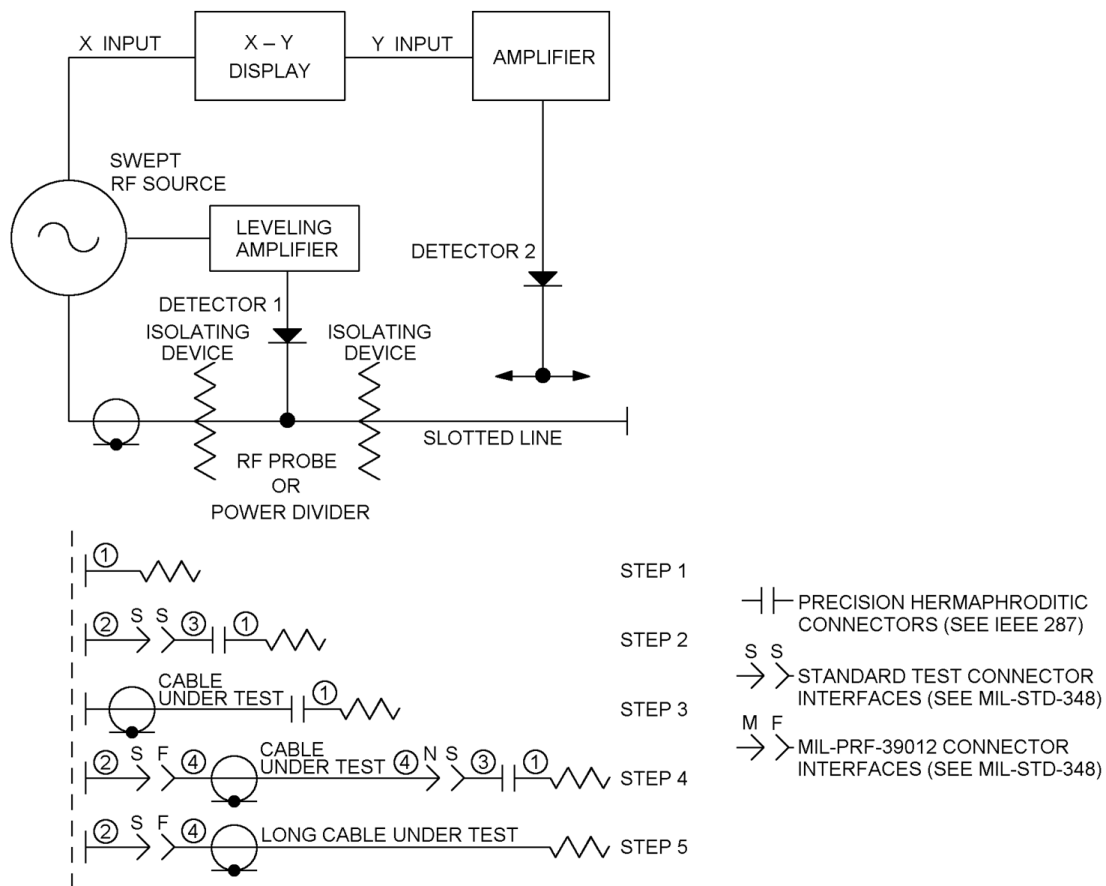 X INPUT
X – Y
DISPLAY
Y INPUT
AMPLIFIER
SWEPT
RF SOURCE
LEVELING
AMPLIFIER
DETECTOR 2
DETECTOR 1
ISOLATING
DEVICE
ISOLATING
DEVICE
SLOTTED LINE
RF PROBE
OR
POWER DIVIDER
1
STEP 1
2 S S 3 1
STEP 2
CABLE
UNDER TEST 1
STEP 3
2 S F 4 CABLE
UNDER TEST 4 N S 3 1
STEP 4
2 S F 4 LONG CABLE UNDER TEST
STEP 5
PRECISION HERMAPHRODITIC
CONNECTORS (SEE IEEE 287)
S S
STANDARD TEST CONNECTOR
INTERFACES (SEE MIL-STD-348)
M F
MIL-PRF-39012 CONNECTOR
INTERFACES (SEE MIL-STD-348)